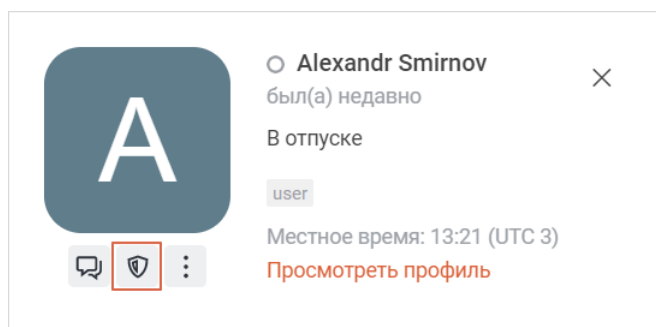 A
Alexandr Smirnov
был(а) недавно
В отпуске
user
Местное время: 13:21 (UTC 3)
Просмотреть профиль